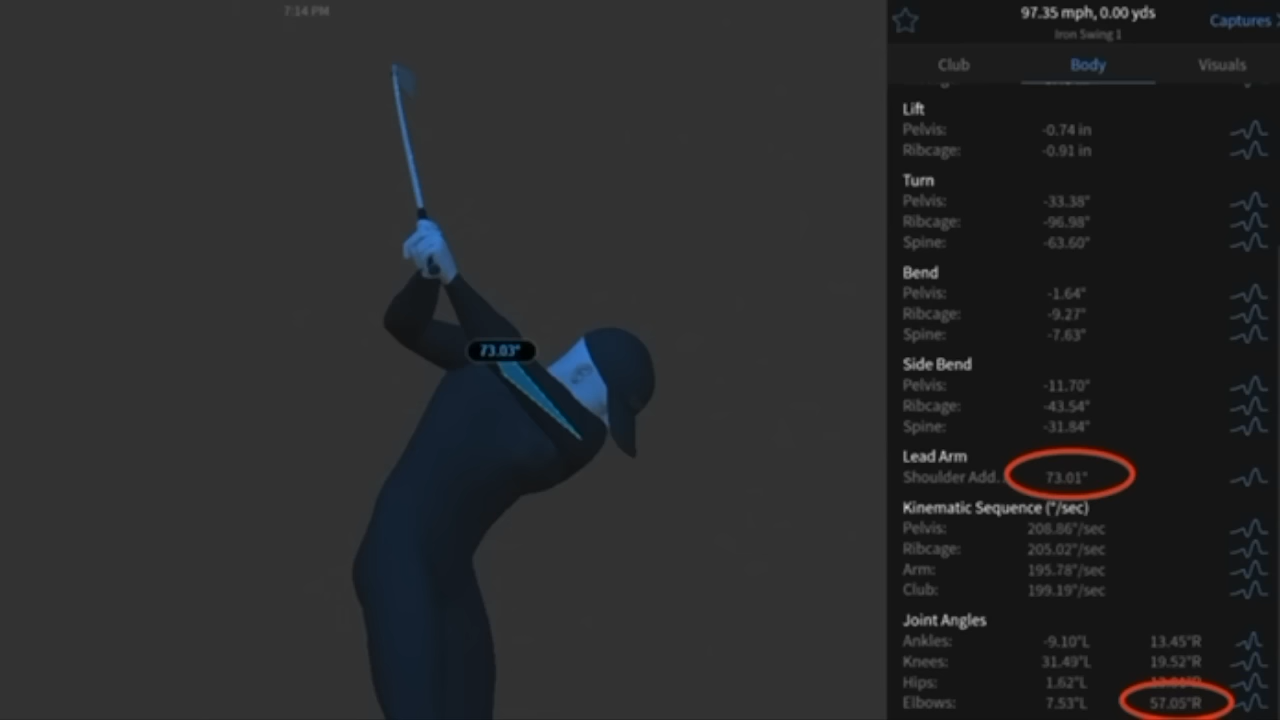 7:14 PM
97.35 mph, 0.00 yds
Captures
Iron Swing 1
Club Body Visuals
Lift
Pelvis: -0.74 in
Ribcage: -0.91 in
Turn
Pelvis: -33.38°
Ribcage: -96.98°
Spine: -63.60°
Bend
Pelvis: -1.64°
Ribcage: -9.27°
Spine: -7.63°
Side Bend
Pelvis: -11.70°
Ribcage: -43.54°
Spine: -31.84°
73.03°
Lead Arm
Shoulder Add... 73.01°
Kinematic Sequence (°/sec)
Pelvis: 208.86°/sec
Ribcage: 205.02°/sec
Arm: 195.78°/sec
Club: 199.19°/sec
Joint Angles
Ankles: -9.10°L 13.45°R
Knees: 31.49°L 19.52°R
Hips: 1.62°L
Elbows: 7.53°L 57.05°R